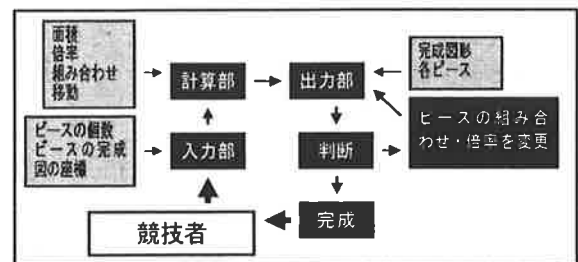 面積
倍率
組み合わせ
移動
計算部
出力部
完成図形
各ピース
ピースの個数
ピースの完成
図の座標
入力部
判断
ピースの組み合
わせ・倍率を変更
競技者
完成